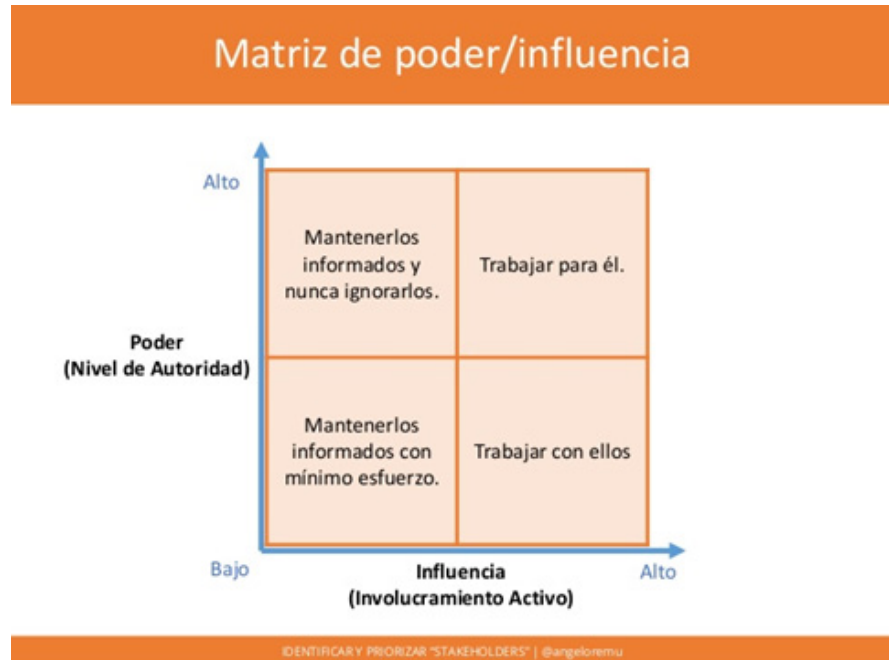 Matriz de poder/influencia
Alto
Mantenerlos
informados y
nunca ignorarlos.
Trabajar para él.
Poder
(Nivel de Autoridad)
Mantenerlos
informados con
mínimo esfuerzo.
Trabajar con ellos
Bajo
Influencia
(Involucramiento Activo)
Alto
IDENTIFICAR Y PRIORIZAR "STAKEHOLDERS" | @angeloremu